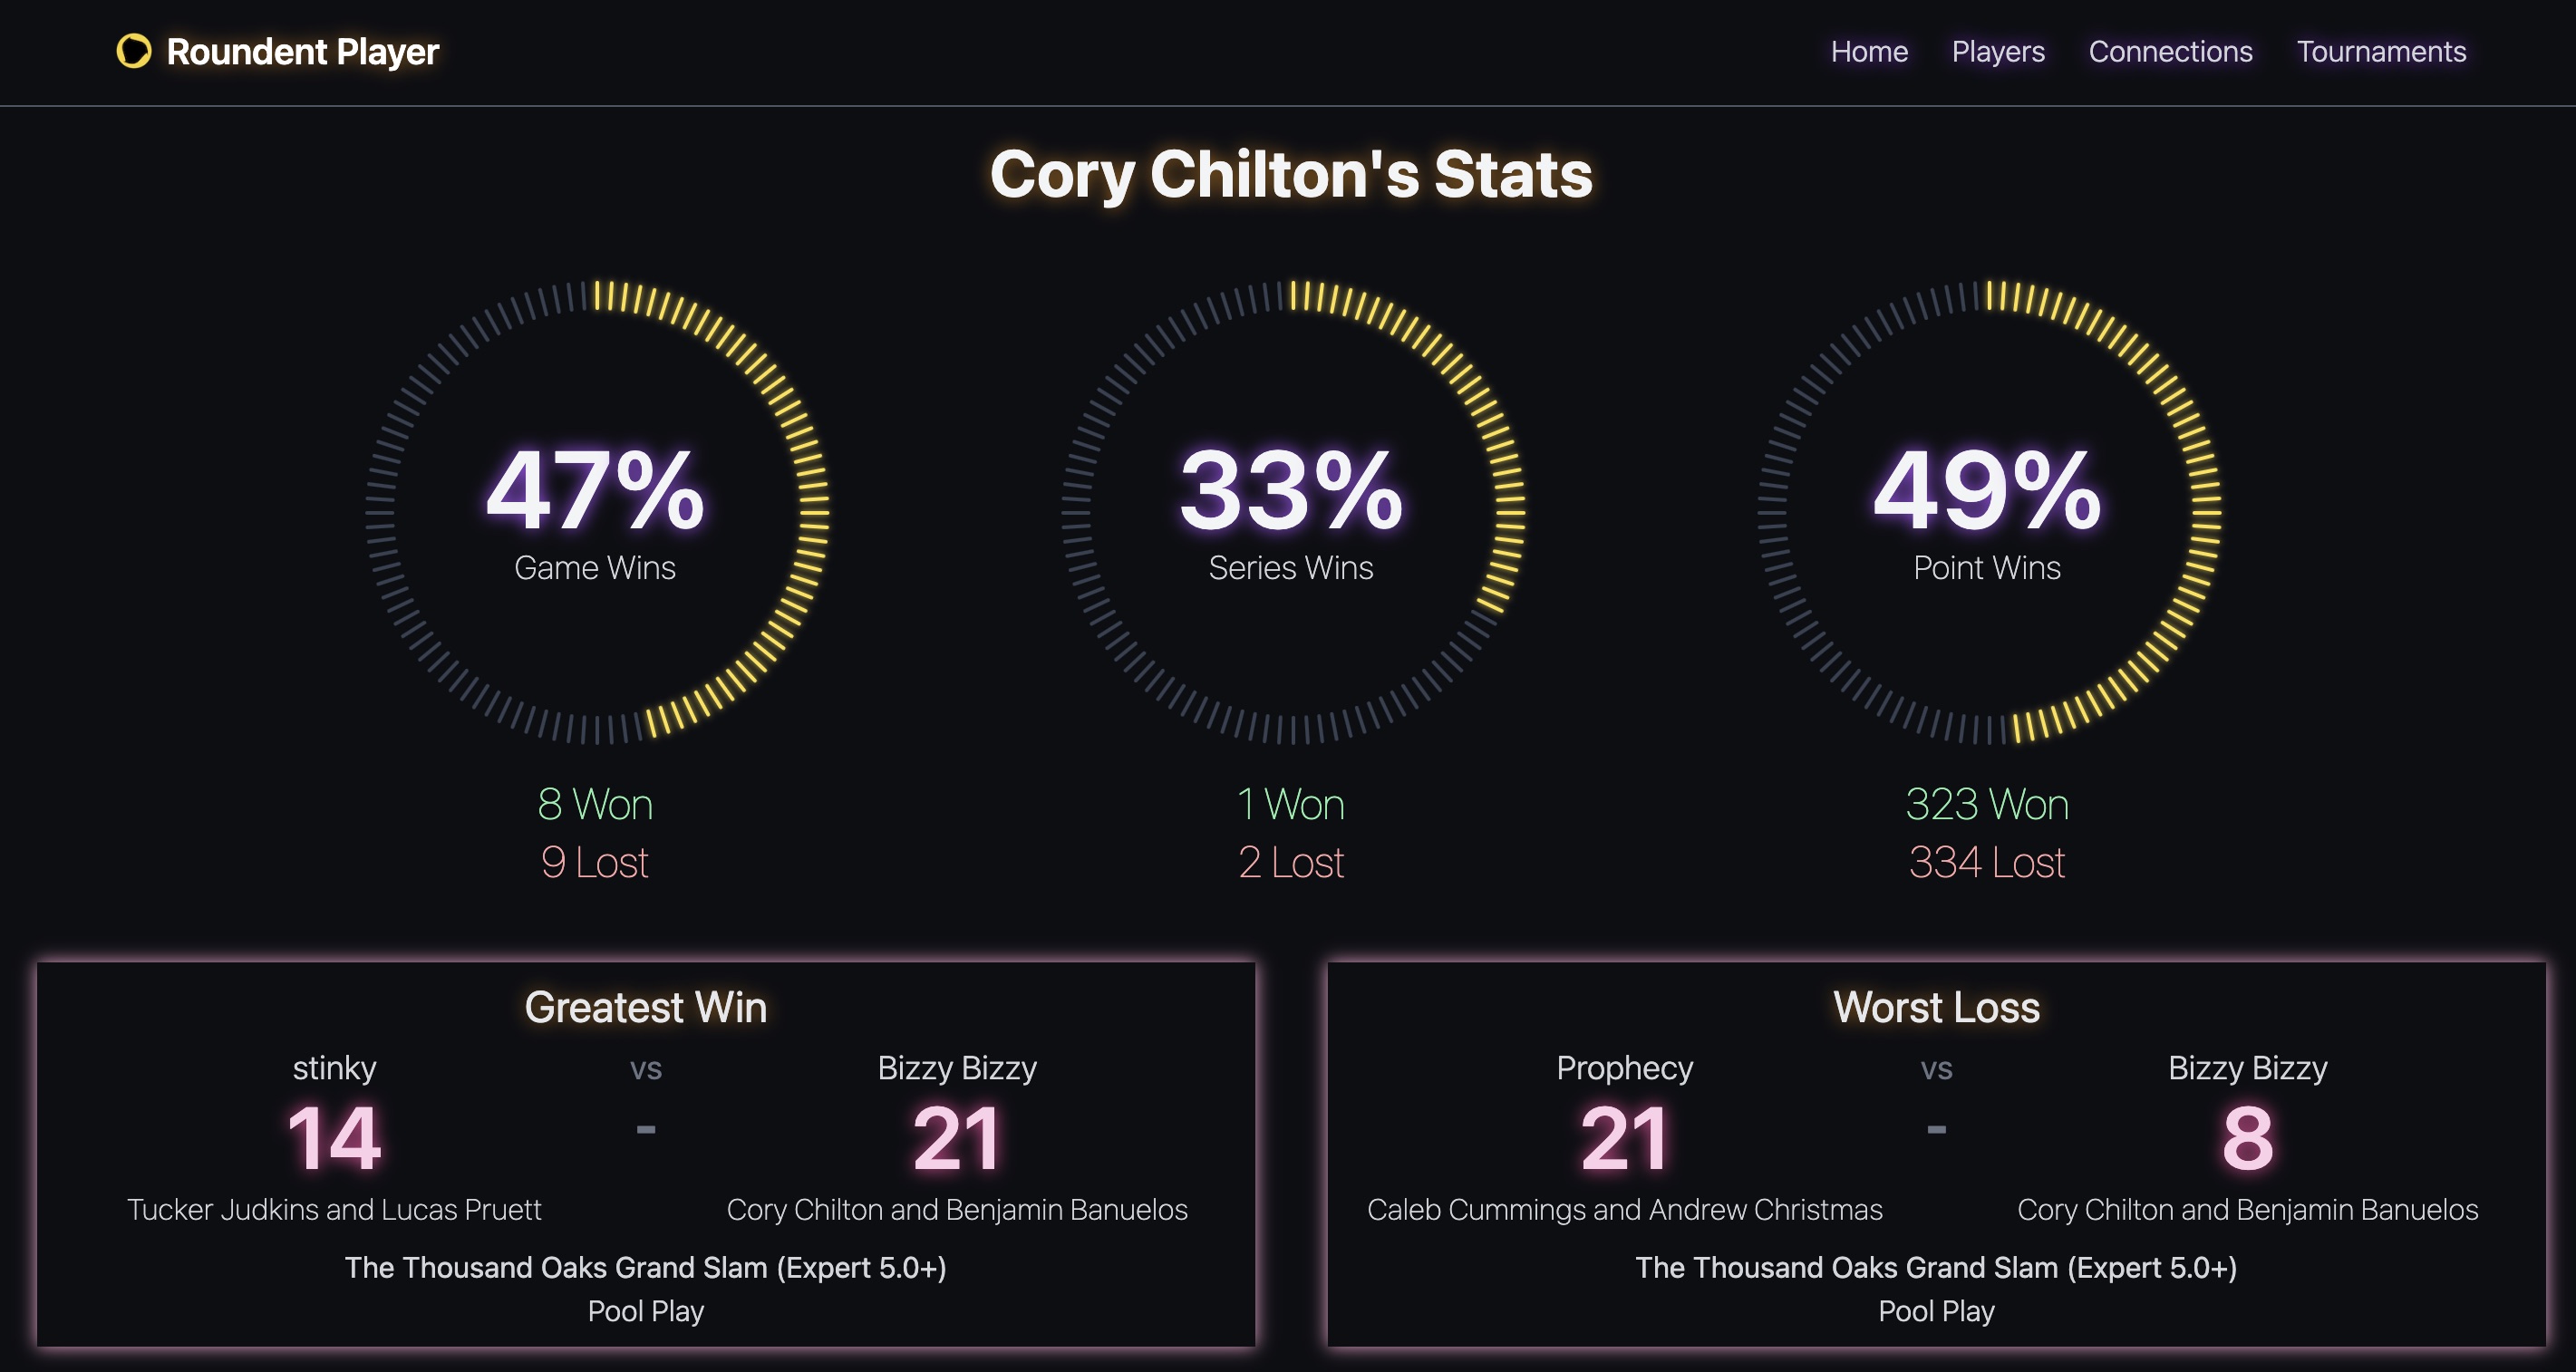 Roundent Player
Home Players Connections Tournaments
Cory Chilton's Stats
47%
Game Wins
8 Won
9 Lost
33%
Series Wins
1 Won
2 Lost
49%
Point Wins
323 Won
334 Lost
Greatest Win
stinky vs Bizzy Bizzy
14 - 21
Tucker Judkins and Lucas Pruett Cory Chilton and Benjamin Banuelos
The Thousand Oaks Grand Slam (Expert 5.0+)
Pool Play
Worst Loss
Prophecy vs Bizzy Bizzy
21 - 8
Caleb Cummings and Andrew Christmas Cory Chilton and Benjamin Banuelos
The Thousand Oaks Grand Slam (Expert 5.0+)
Pool Play